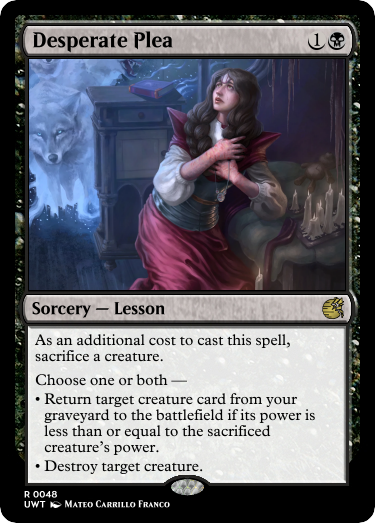 Desperate Plea 1
Sorcery — Lesson
As an additional cost to cast this spell,
sacrifice a creature.
Choose one or both —
• Return target creature card from your
graveyard to the battlefield if its power is
less than or equal to the sacrificed
creature's power.
• Destroy target creature.
R 0048
UWT Mateo Carrillo Franco